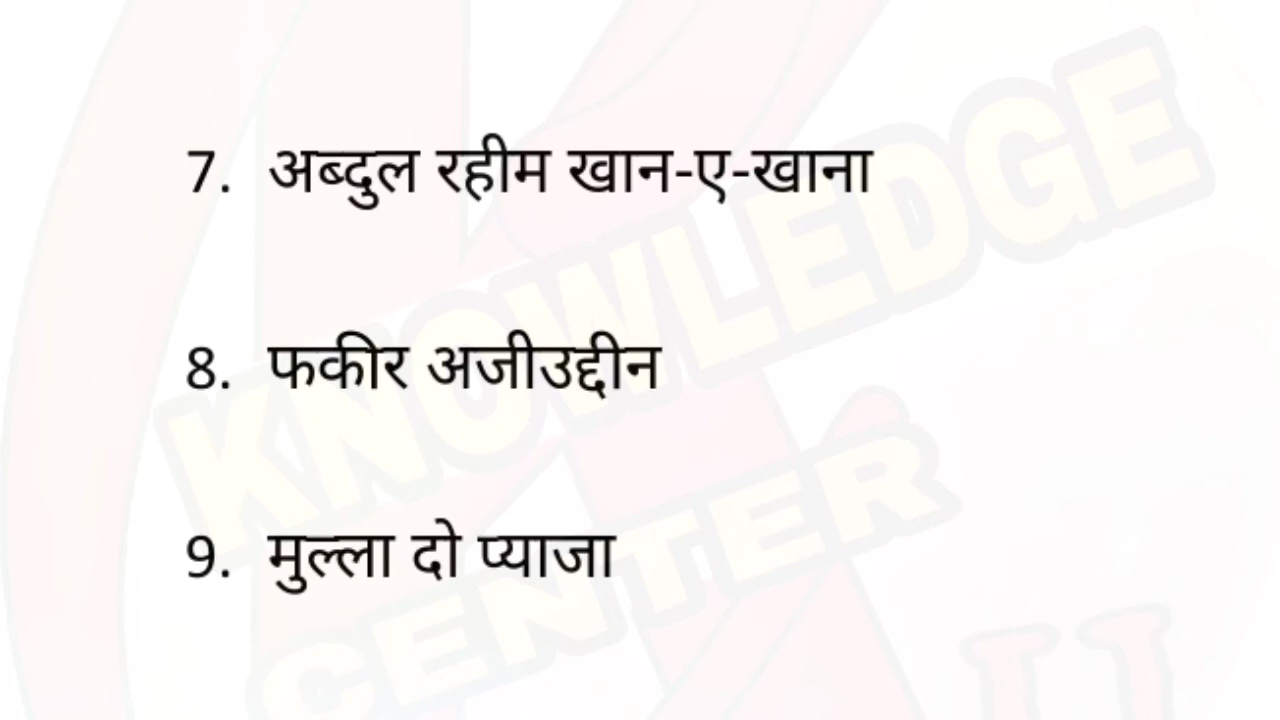 7. अब्दुल रहीम खान-ए-खाना
8. फकीर अजीउद्दीन
9. मुल्ला दो प्याजा
KNOWLEDGE
CENTER